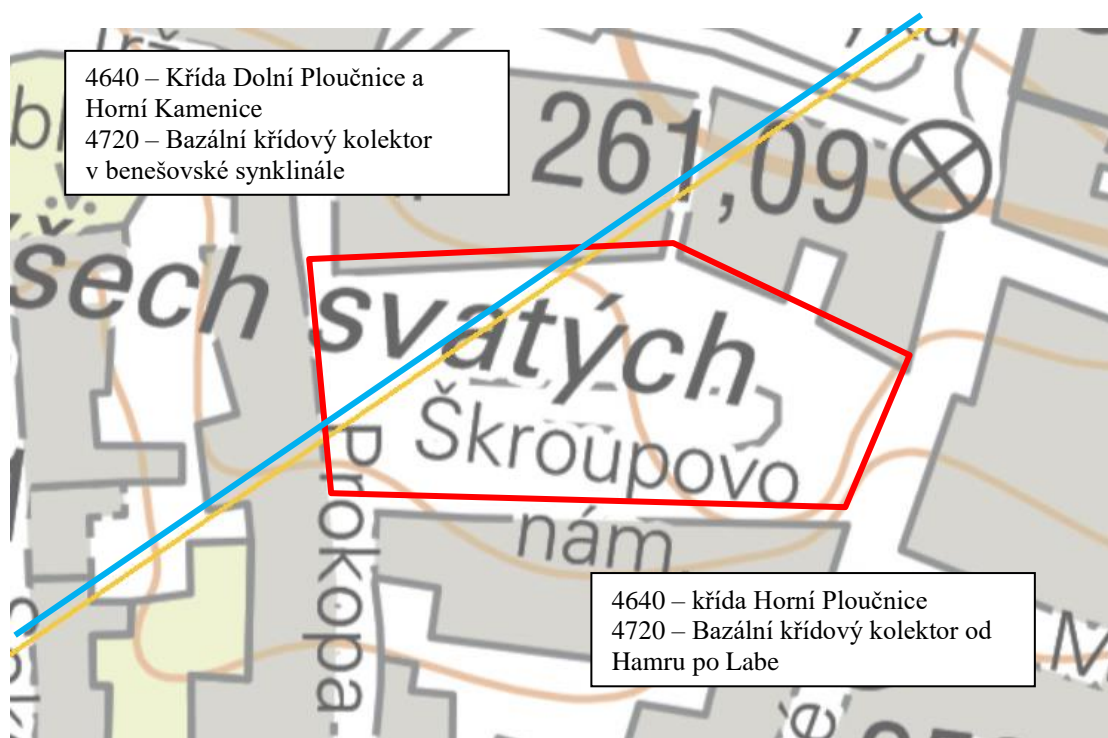 4640 – Křída Dolní Ploučnice a
Horní Kamenice
4720 – Bazální křídový kolektor
v benešovské synklinále
261,09
šech svatých
Škroupovo
nám.
Prokopa
4640 – křída Horní Ploučnice
4720 – Bazální křídový kolektor od
Hamru po Labe